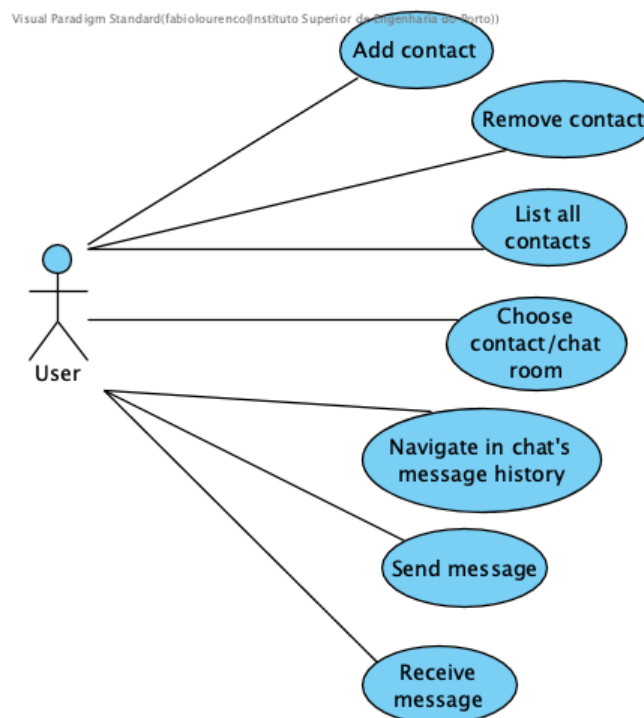 Visual Paradigm Standard(fabiolourenco(Instituto Superior de Engenharia do Porto))
Add contact
Remove contact
List all
contacts
Choose
contact/chat
room
User
Navigate in chat's
message history
Send message
Receive
message